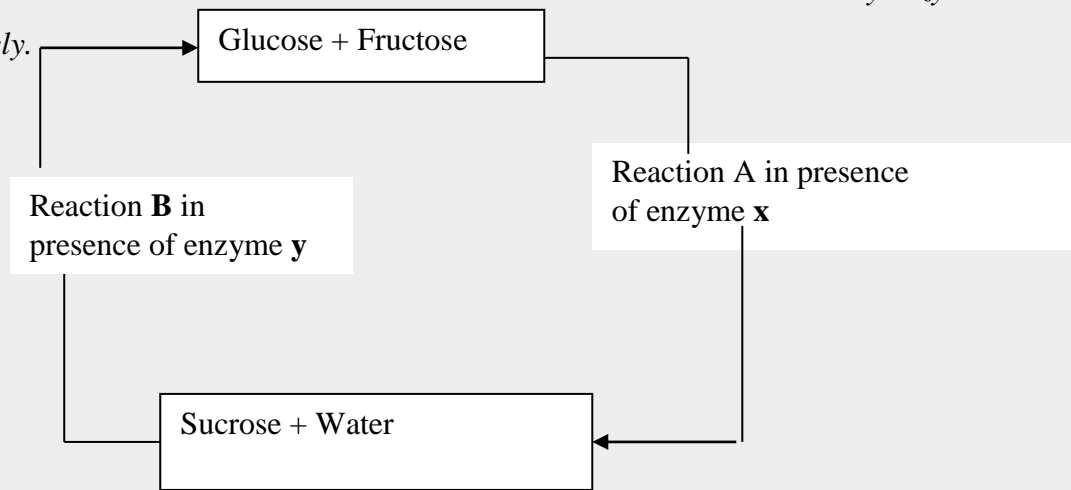 ly.
Glucose + Fructose
Reaction A in presence
of enzyme x
Reaction B in
presence of enzyme y
Sucrose + Water